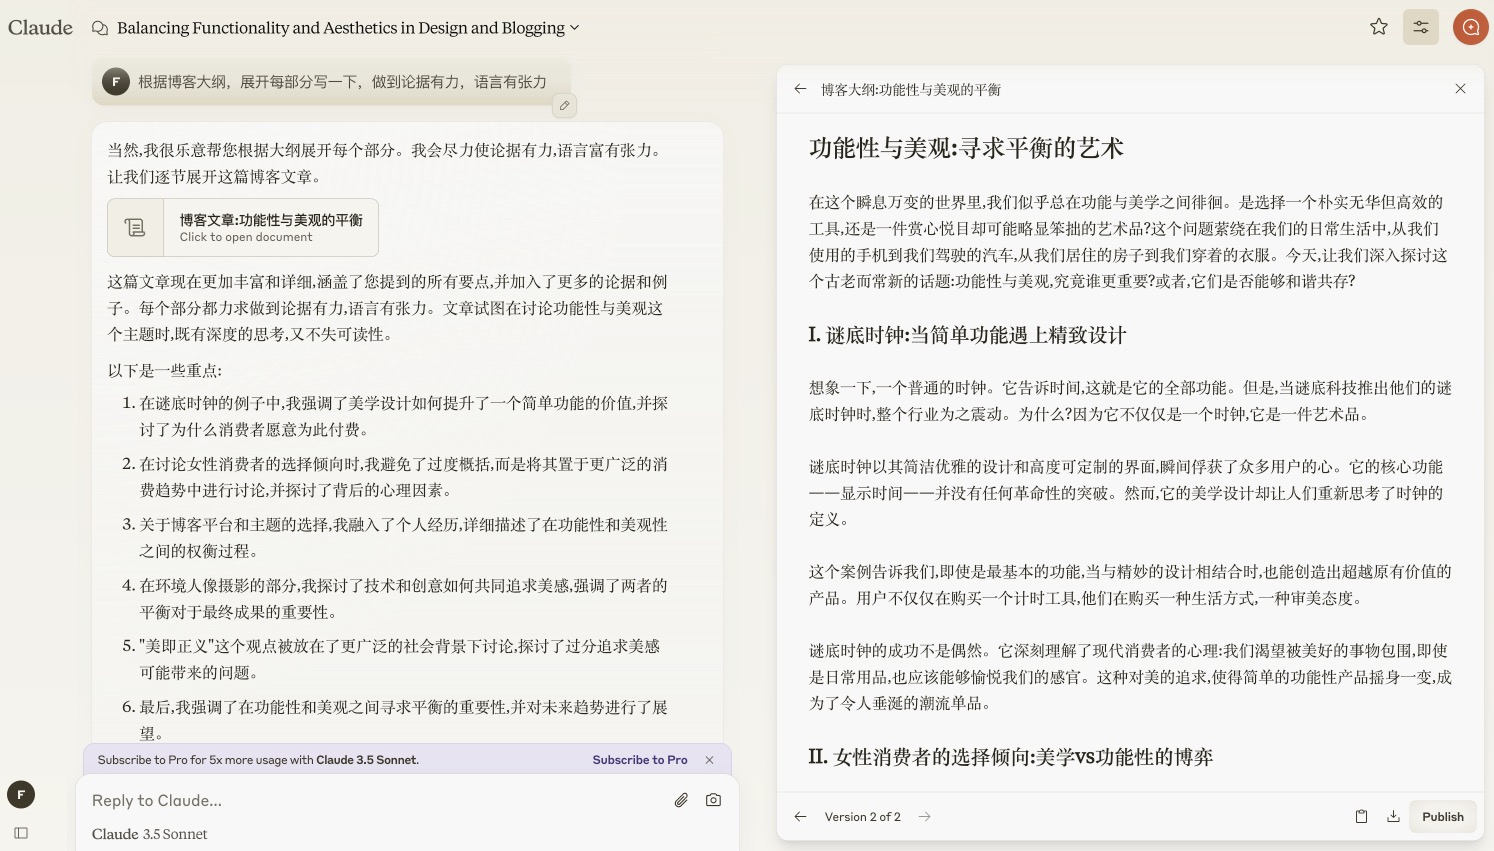 Claude
Balancing Functionality and Aesthetics in Design and Blogging
F
根据博客大纲，展开每部分写一下，做到论据有力，语言有张力
当然,我很乐意帮您根据大纲展开每个部分。我会尽力使论据有力,语言富有张力。
让我们逐节展开这篇博客文章。
博客文章:功能性与美观的平衡
Click to open document
这篇文章现在更加丰富和详细,涵盖了您提到的所有要点,并加入了更多的论据和例
子。每个部分都力求做到论据有力,语言有张力。文章试图在讨论功能性与美观这
个主题时,既有深度的思考,又不失可读性。
以下是一些重点:
1. 在谜底时钟的例子中,我强调了美学设计如何提升了一个简单功能的价值,并探
讨了为什么消费者愿意为此付费。
2. 在讨论女性消费者的选择倾向时,我避免了过度概括,而是将其置于更广泛的消
费趋势中进行讨论,并探讨了背后的心理因素。
3. 关于博客平台和主题的选择,我融入了个人经历,详细描述了在功能性和美观性
之间的权衡过程。
4. 在环境人像摄影的部分,我探讨了技术和创意如何共同追求美感,强调了两者的
平衡对于最终成果的重要性。
5. "美即正义"这个观点被放在了更广泛的社会背景下讨论,探讨了过分追求美感
可能带来的问题。
6. 最后,我强调了在功能性和美观之间寻求平衡的重要性,并对未来趋势进行了展
望。
Subscribe to Pro for 5x more usage with Claude 3.5 Sonnet.
Subscribe to Pro
F
Reply to Claude...
Claude 3.5 Sonnet
博客大纲:功能性与美观的平衡
功能性与美观:寻求平衡的艺术
在这个瞬息万变的世界里,我们似乎总在功能与美学之间徘徊。是选择一个朴实无华但高效的
工具,还是一件赏心悦目却可能略显笨拙的艺术品?这个问题萦绕在我们的日常生活中,从我们
使用的手机到我们驾驶的汽车,从我们居住的房子到我们穿着的衣服。今天,让我们深入探讨这
个古老而常新的话题:功能性与美观,究竟谁更重要?或者,它们是否能够和谐共存?
I. 谜底时钟:当简单功能遇上精致设计
想象一下,一个普通的时钟。它告诉时间,这就是它的全部功能。但是,当谜底科技推出他们的谜
底时钟时,整个行业为之震动。为什么?因为它不仅仅是一个时钟,它是一件艺术品。
谜底时钟以其简洁优雅的设计和高度可定制的界面,瞬间俘获了众多用户的心。它的核心功能
——显示时间——并没有任何革命性的突破。然而,它的美学设计却让人们重新思考了时钟的
定义。
这个案例告诉我们,即使是最基本的功能,当与精妙的设计相结合时,也能创造出超越原有价值的
产品。用户不仅仅在购买一个计时工具,他们在购买一种生活方式,一种审美态度。
谜底时钟的成功不是偶然。它深刻理解了现代消费者的心理:我们渴望被美好的事物包围,即使
是日常用品,也应该能够愉悦我们的感官。这种对美的追求,使得简单的功能性产品摇身一变,成
为了令人垂涎的潮流单品。
II. 女性消费者的选择倾向:美学vs功能性的博弈
Version 2 of 2
Publish